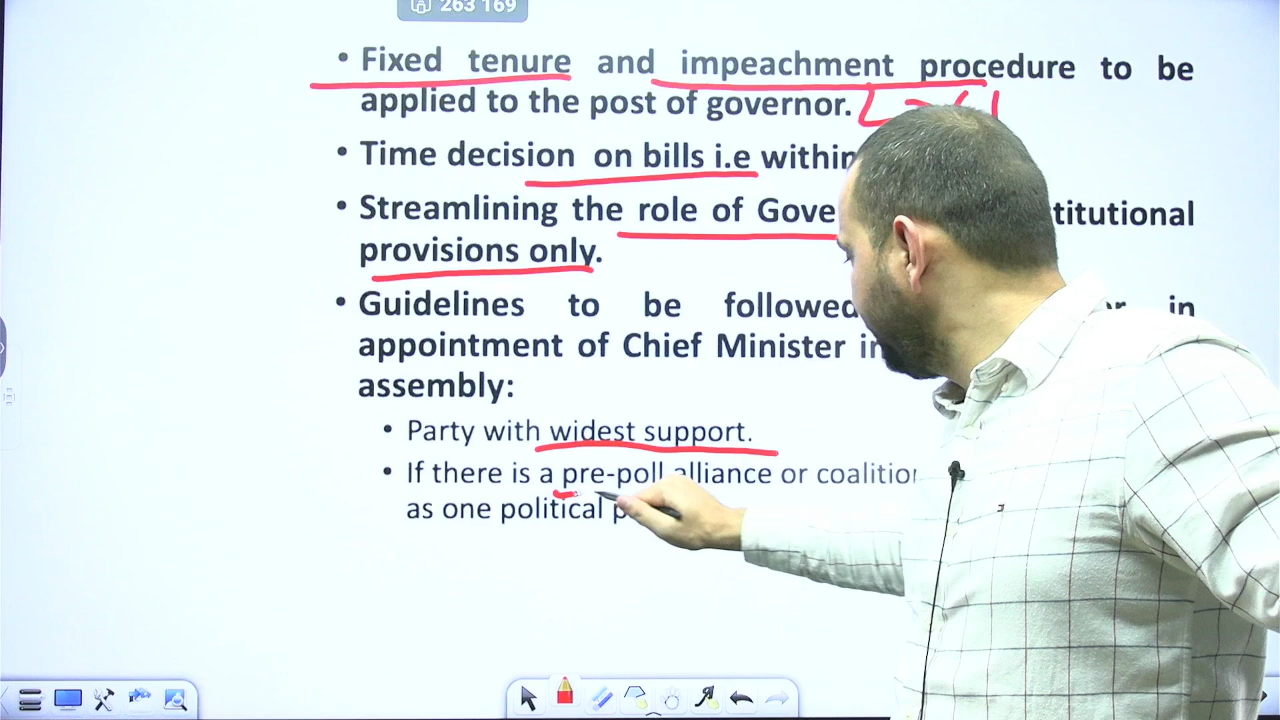 263 169
• Fixed tenure and impeachment procedure to be
applied to the post of governor.
• Time decision on bills i.e within
• Streamlining the role of Gove titutional
provisions only.
• Guidelines to be followed r in
appointment of Chief Minister in
assembly:
• Party with widest support.
• If there is a pre-poll alliance or coalition
as one political p